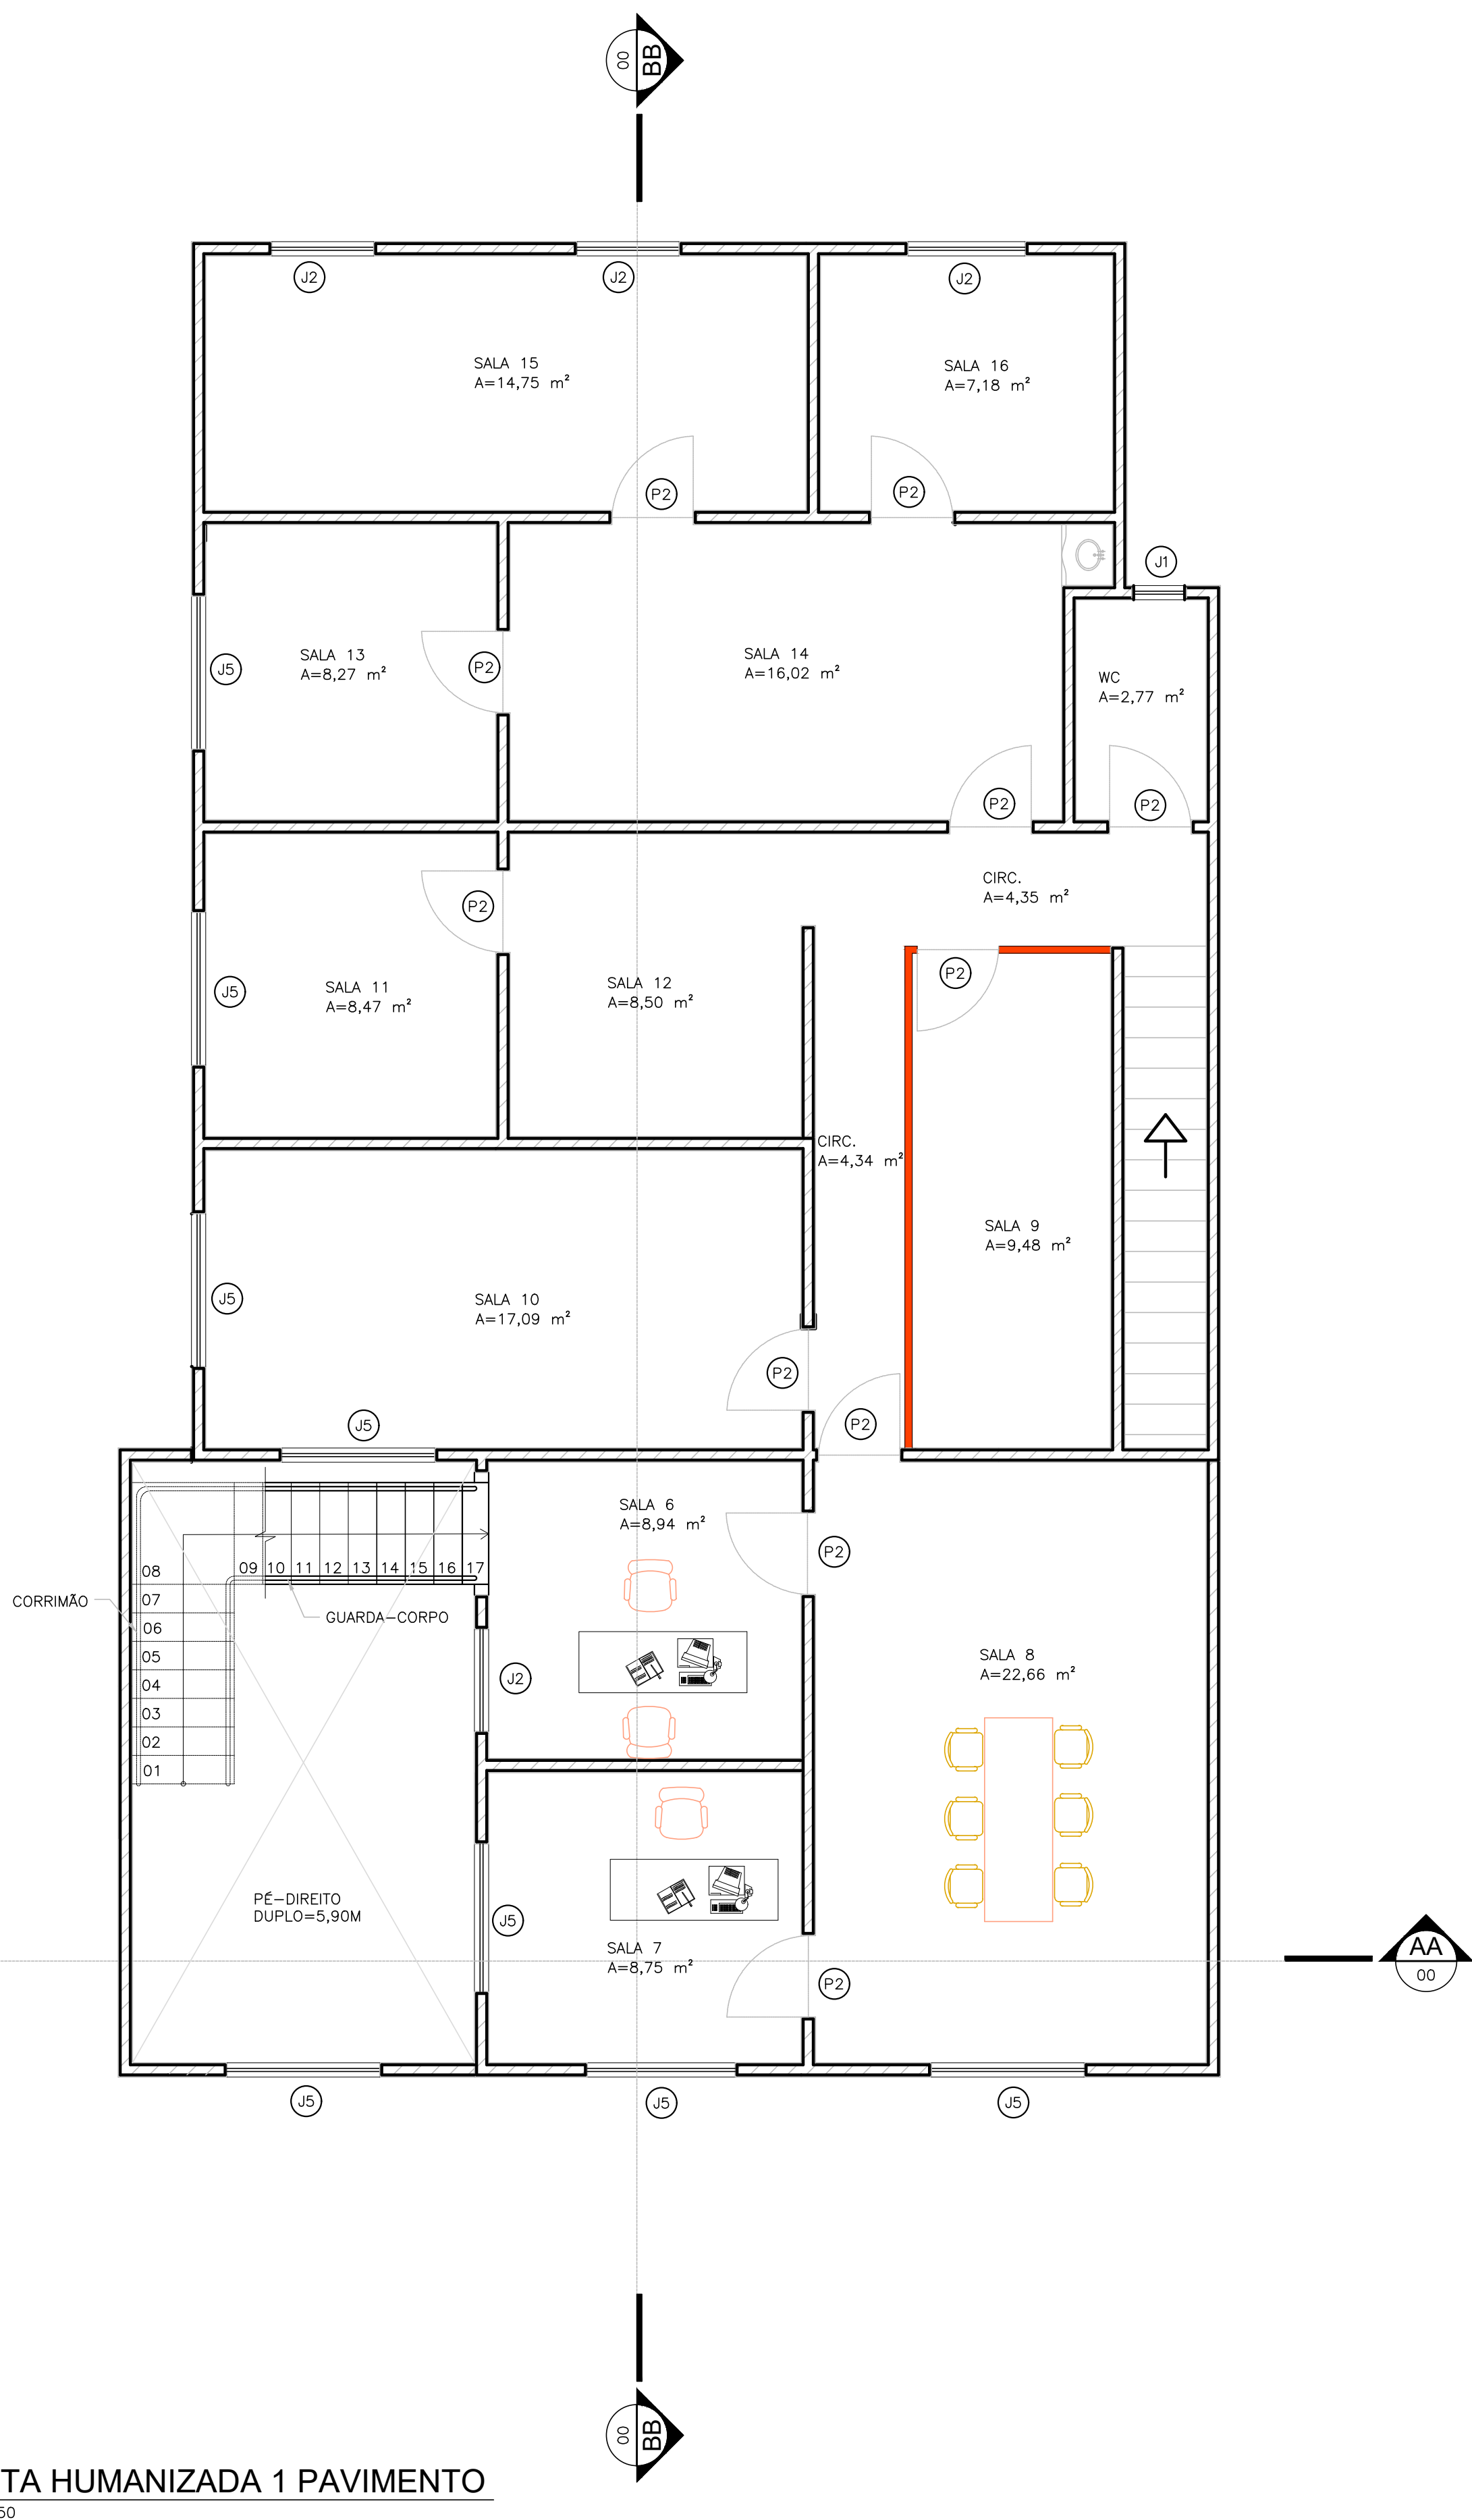 00
BB
J2
J2
J2
SALA 15
A=14,75 m²
SALA 16
A=7,18 m²
P2
P2
J1
SALA 13
A=8,27 m²
J5
P2
SALA 14
A=16,02 m²
WC
A=2,77 m²
P2
P2
CIRC.
A=4,35 m²
P2
P2
SALA 11
A=8,47 m²
J5
SALA 12
A=8,50 m²
CIRC.
A=4,34 m²
SALA 9
A=9,48 m²
J5
SALA 10
A=17,09 m²
P2
J5
P2
SALA 6
A=8,94 m²
P2
08
09 10 11 12 13 14 15 16 17
CORRIMÃO
07
GUARDA-CORPO
06
05
04
03
02
01
J2
SALA 8
A=22,66 m²
PÉ-DIREITO
DUPLO=5,90M
J5
SALA 7
A=8,75 m²
P2
AA
00
J5
J5
J5
00
BB
TA HUMANIZADA 1 PAVIMENTO
50